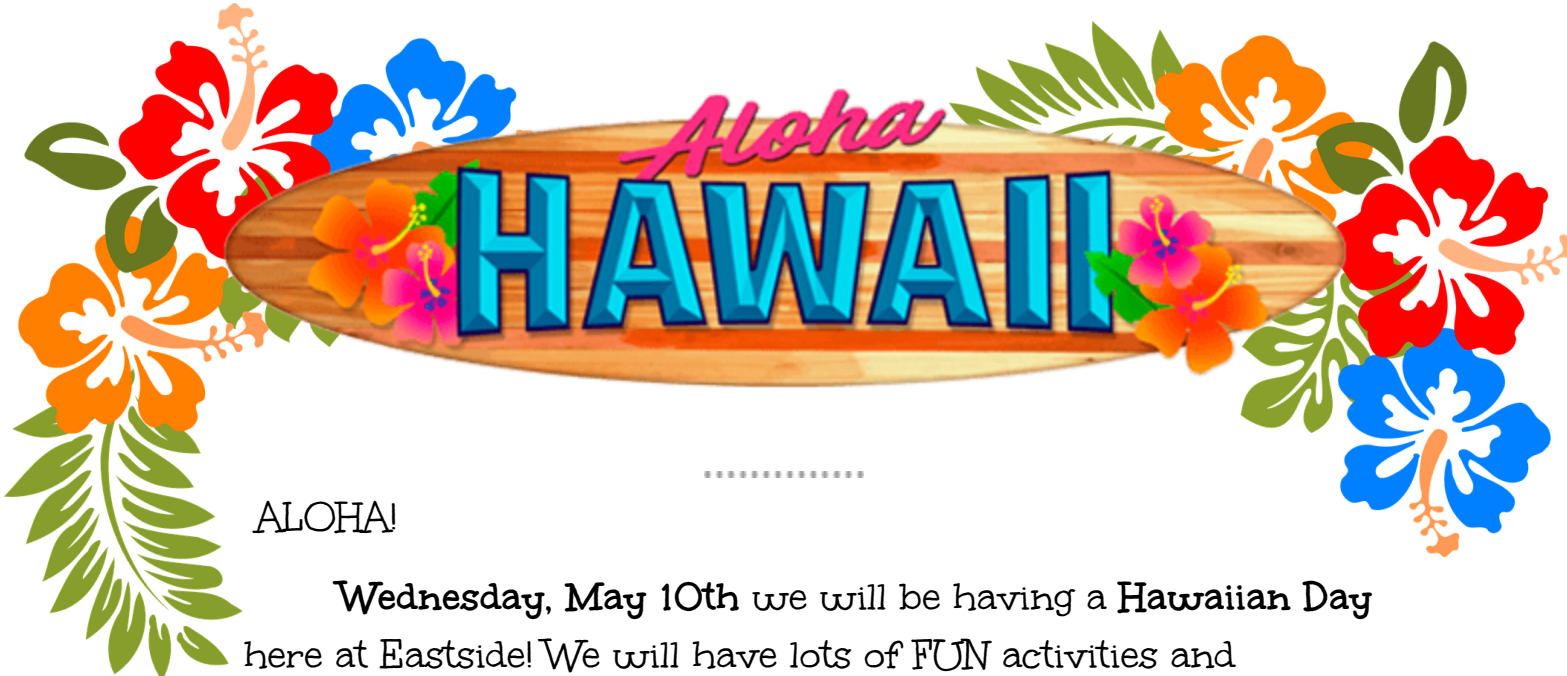 Aloha
HAWAII
ALOHA!
Wednesday, May 10th we will be having a Hawaiian Day
here at Eastside! We will have lots of FUN activities and